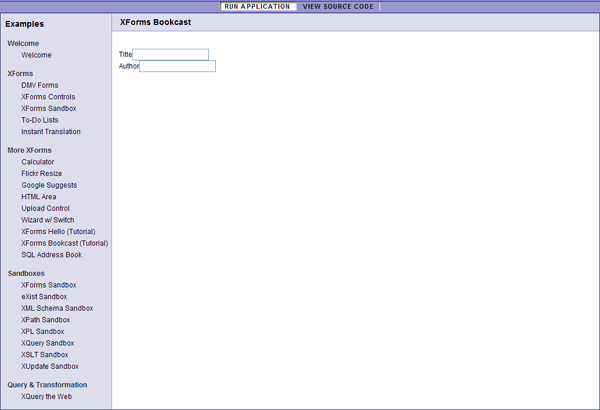 RUN APPLICATION VIEW SOURCE CODE
Examples
Welcome
Welcome
XForms
DMV Forms
XForms Controls
XForms Sandbox
To-Do Lists
Instant Translation
More XForms
Calculator
Flickr Resize
Google Suggests
HTML Area
Upload Control
Wizard w/ Switch
XForms Hello (Tutorial)
XForms Bookcast (Tutorial)
SQL Address Book
Sandboxes
XForms Sandbox
eXist Sandbox
XML Schema Sandbox
XPath Sandbox
XPL Sandbox
XQuery Sandbox
XSLT Sandbox
XUpdate Sandbox
Query & Transformation
XQuery the Web
XForms Bookcast
Title
Author